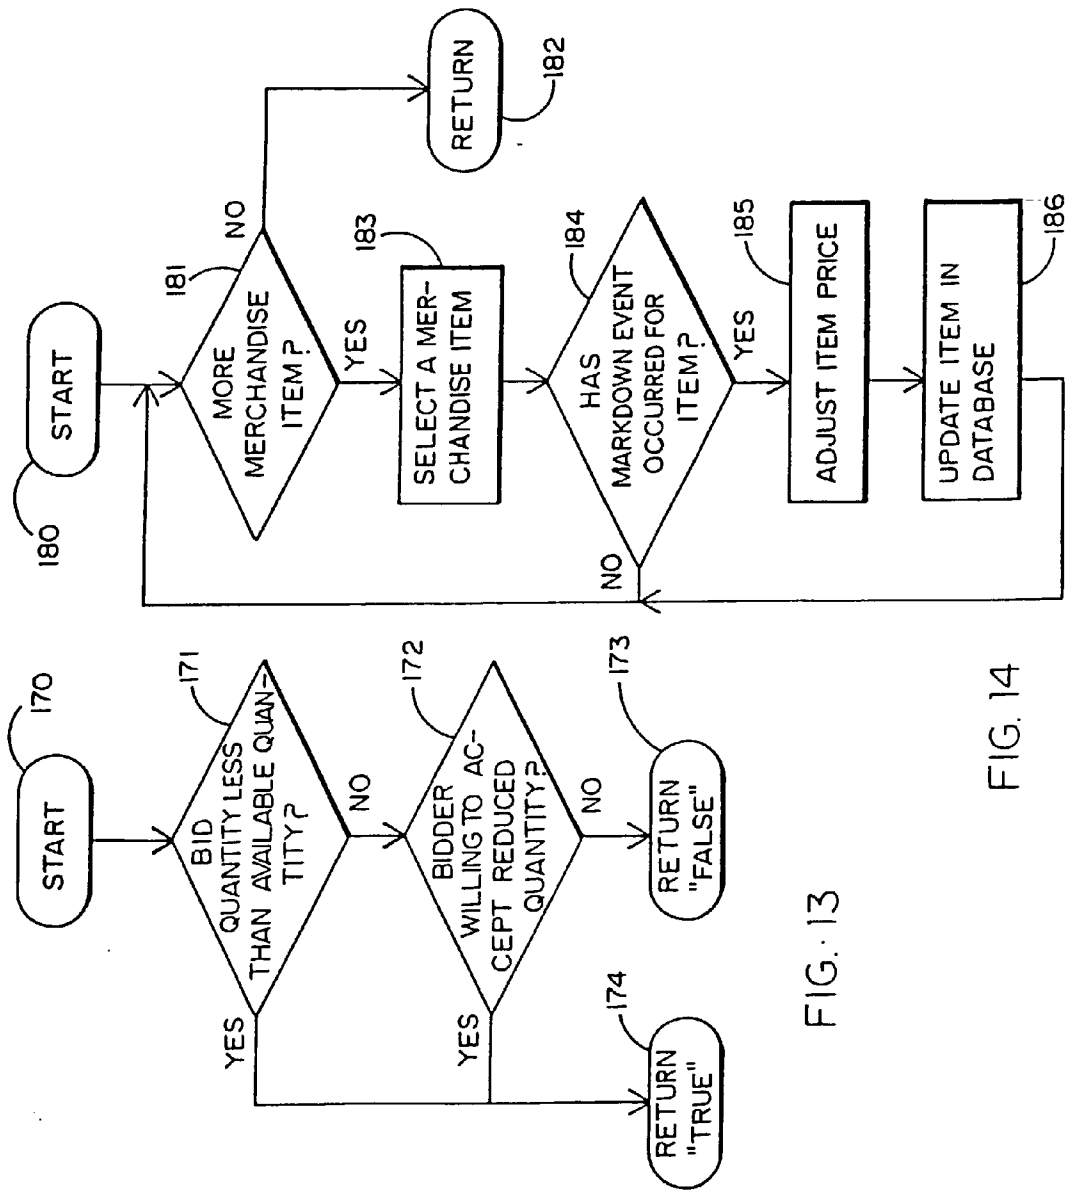 170
START
171
BID
QUANTITY LESS
THAN AVAILABLE QUAN-
TITY?
YES
NO
172
BIDDER
WILLING TO AC-
CEPT REDUCED
QUANTITY?
YES
NO
174
173
RETURN
"TRUE"
RETURN
"FALSE"
FIG. 13
180
START
181
MORE
MERCHANDISE
ITEM?
NO
YES
RETURN
182
183
SELECT A MER-
CHANDISE ITEM
184
HAS
MARKDOWN EVENT
OCCURRED FOR
ITEM?
NO
YES
185
ADJUST ITEM PRICE
UPDATE ITEM IN
DATABASE
186
FIG. 14